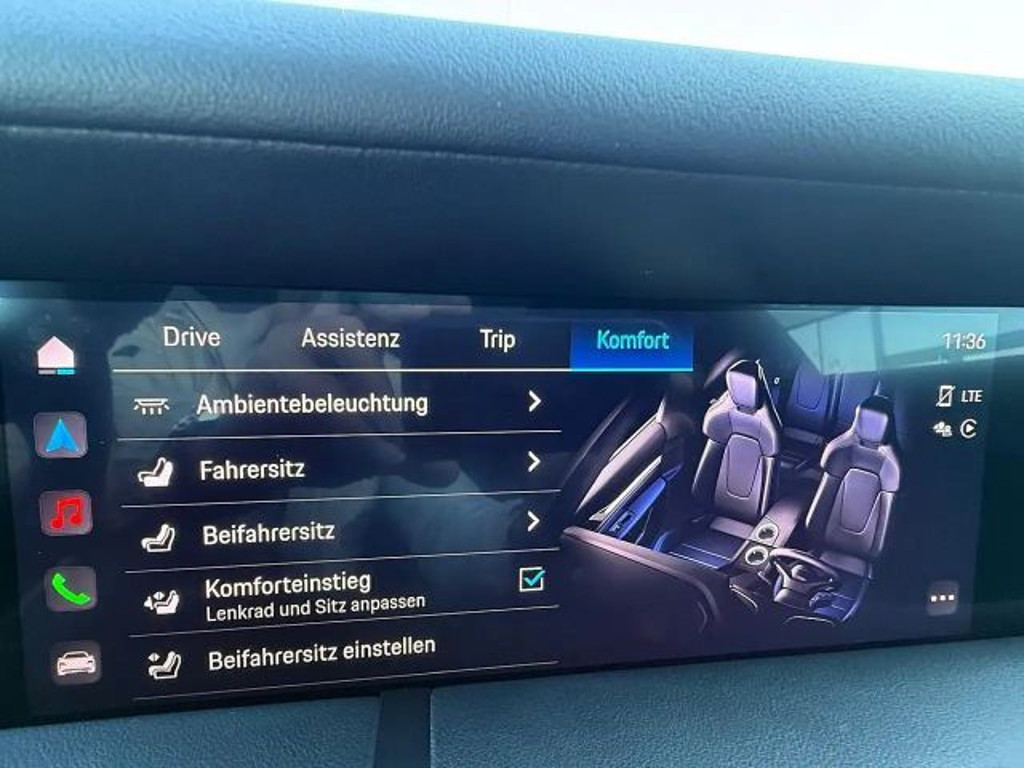 Drive Assistenz Trip Komfort
11:36
LTE
Ambientebeleuchtung
Fahrersitz
Beifahrersitz
Komforteinstieg
Lenkrad und Sitz anpassen
Beifahrersitz einstellen